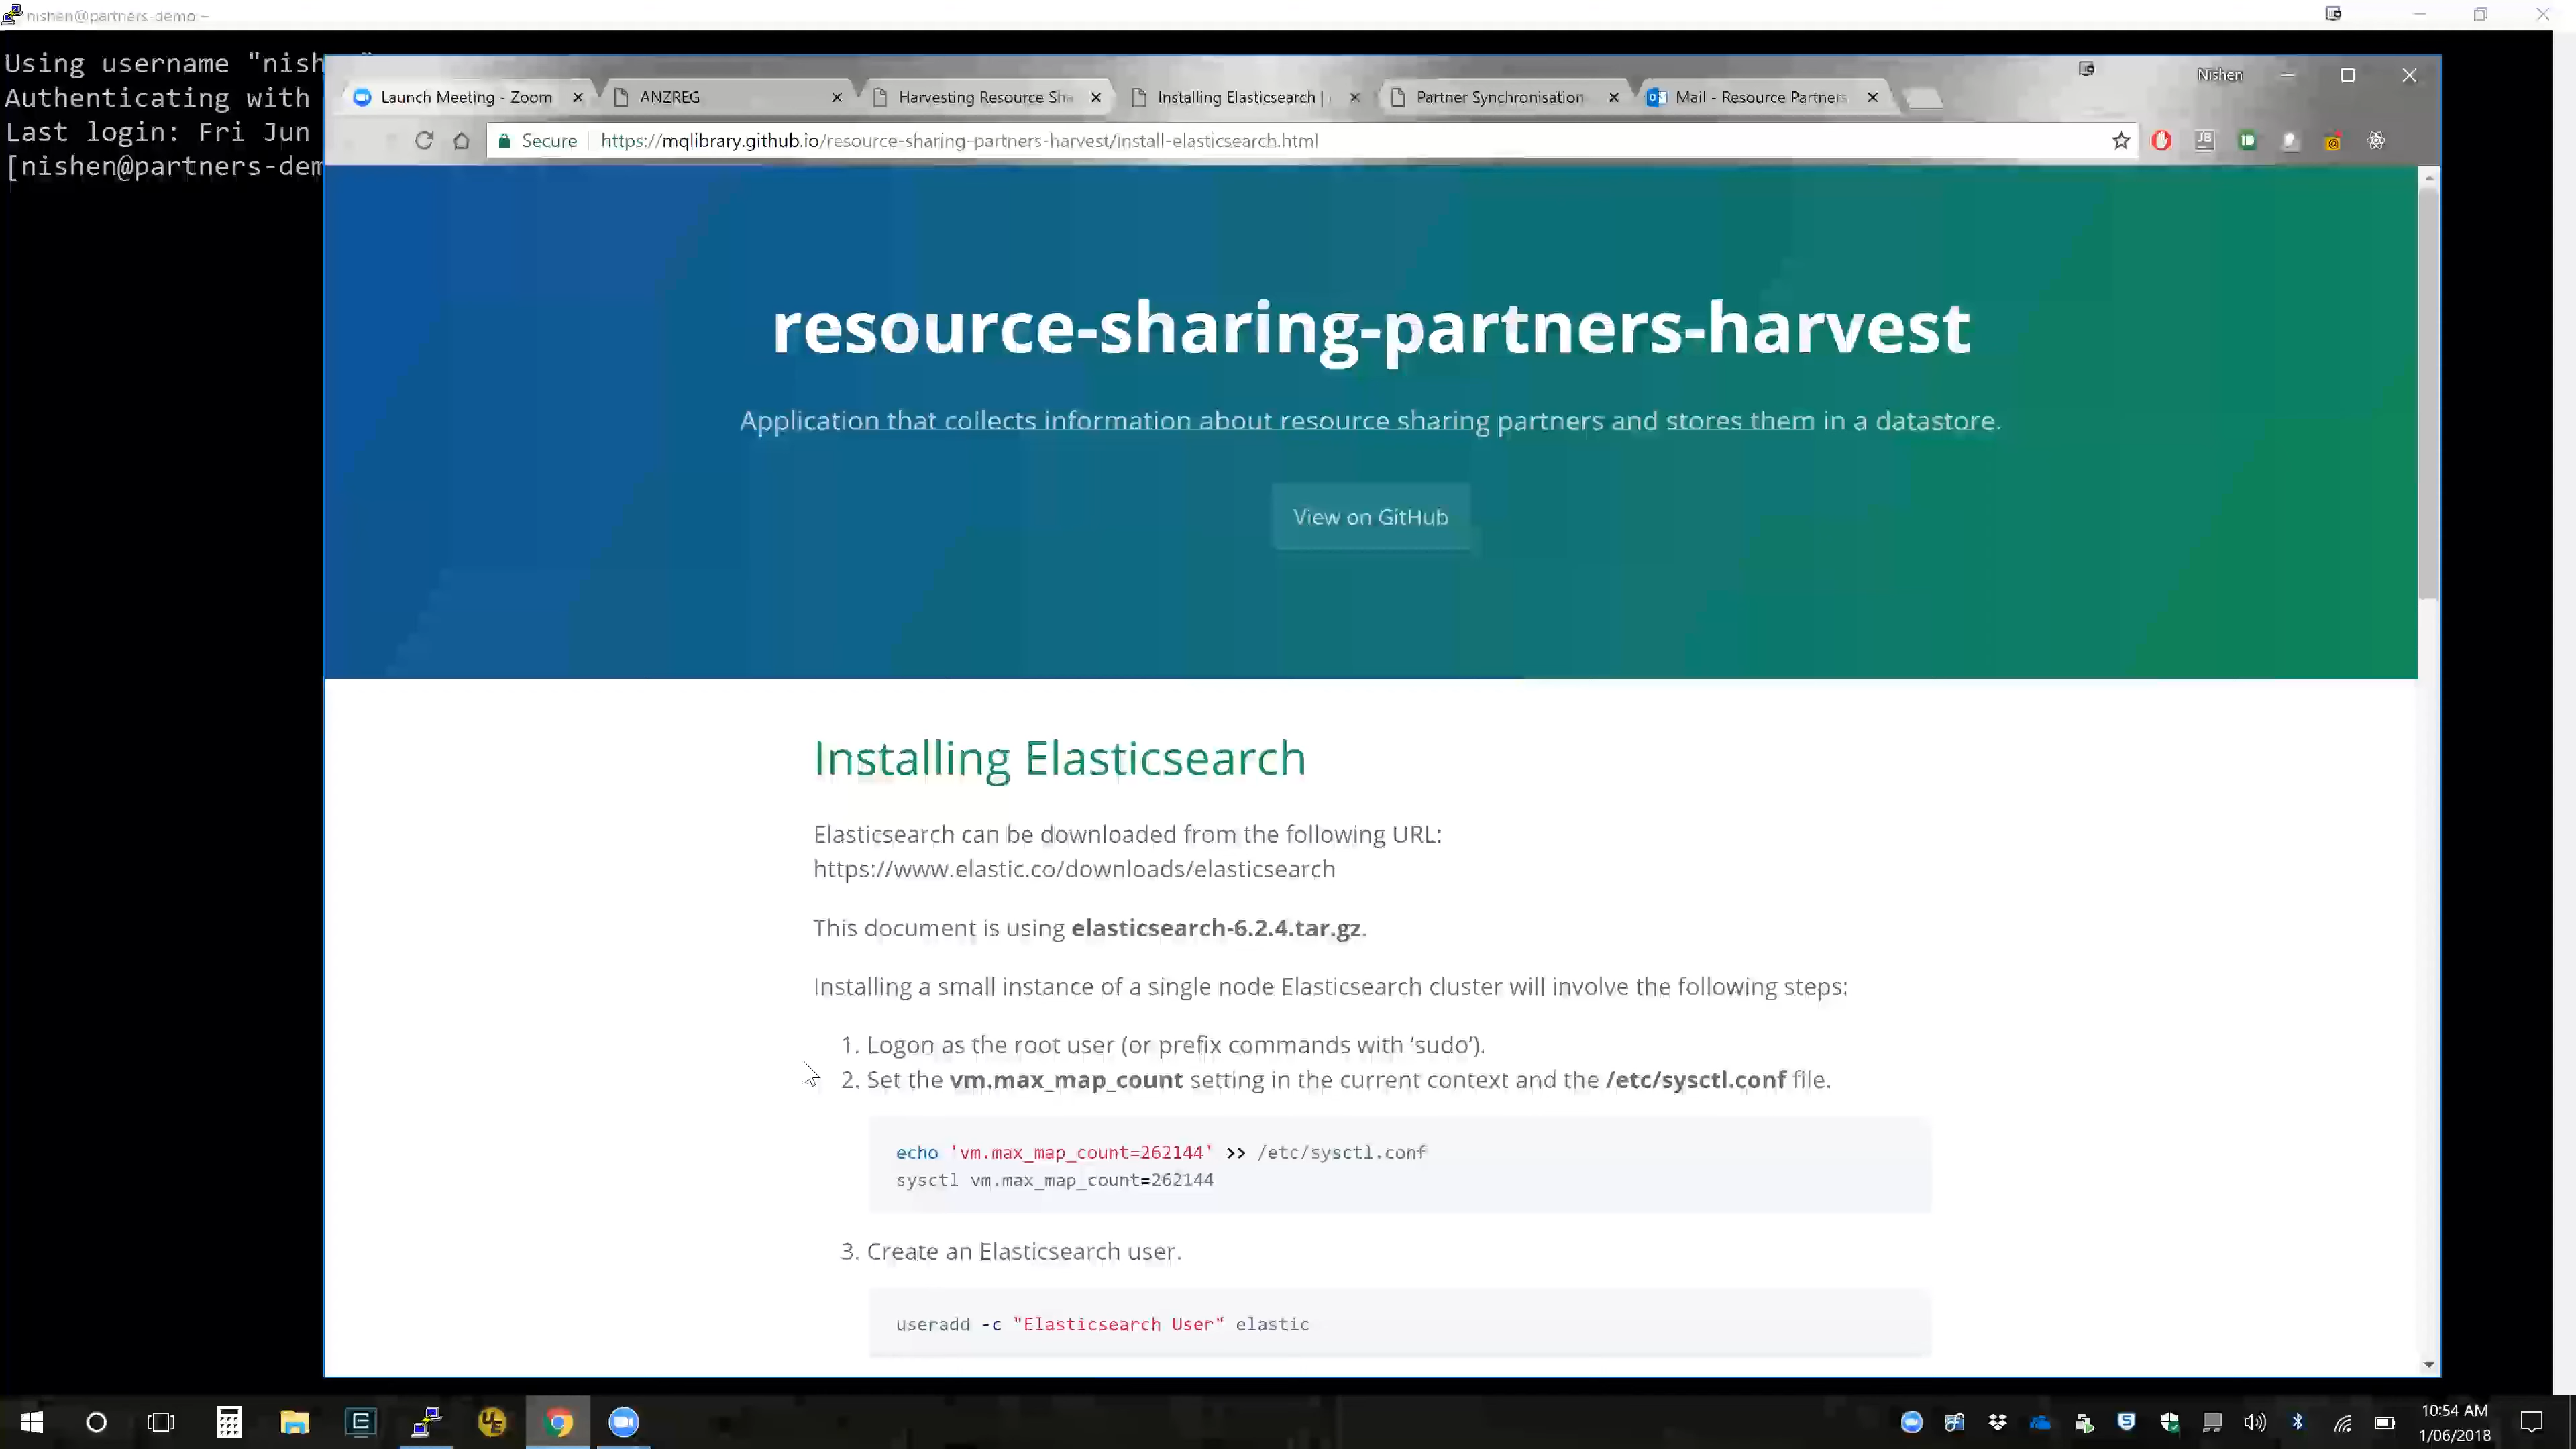 nishen@partners-demo ~
Using username "nish
Authenticating with
Last login: Fri Jun
[nishen@partners-dem
Nishen
Launch Meeting - Zoom
ANZREG
Harvesting Resource Sha
Installing Elasticsearch |
Partner Synchronisation
Mail - Resource Partners
Secure
https://mqlibrary.github.io/resource-sharing-partners-harvest/install-elasticsearch.html
resource-sharing-partners-harvest
Application that collects information about resource sharing partners and stores them in a datastore.
View on GitHub
Installing Elasticsearch
Elasticsearch can be downloaded from the following URL:
https://www.elastic.co/downloads/elasticsearch
This document is using elasticsearch-6.2.4.tar.gz.
Installing a small instance of a single node Elasticsearch cluster will involve the following steps:
1. Logon as the root user (or prefix commands with ‘sudo’).
2. Set the vm.max_map_count setting in the current context and the /etc/sysctl.conf file.
echo 'vm.max_map_count=262144' >> /etc/sysctl.conf
sysctl vm.max_map_count=262144
3. Create an Elasticsearch user.
useradd -c "Elasticsearch User" elastic
10:54 AM
1/06/2018